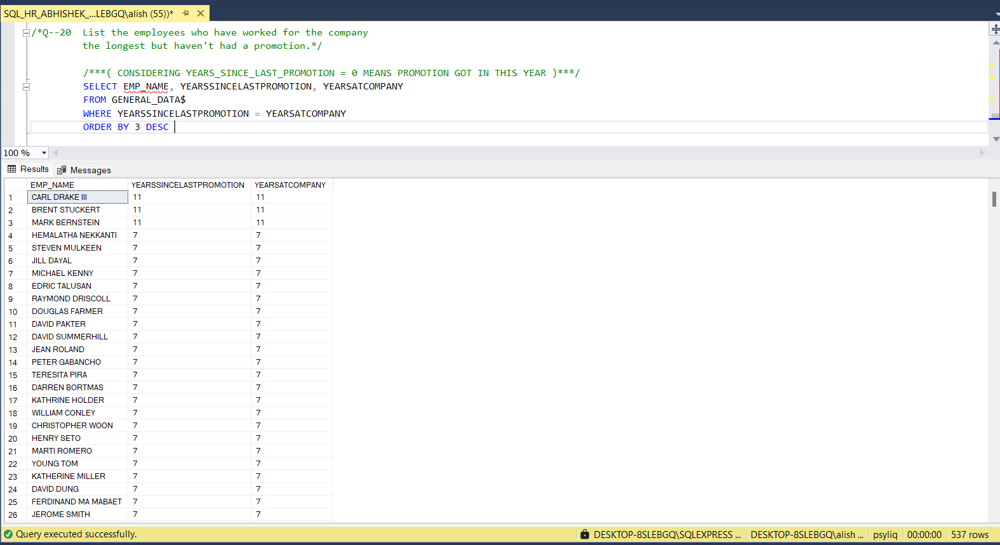 SQL_HR_ABHISHEK_...LEBGQ\alish (55))*
/*Q--20  List the employees who have worked for the company
the longest but haven't had a promotion.*/
/***( CONSIDERING YEARS_SINCE_LAST_PROMOTION = 0 MEANS PROMOTION GOT IN THIS YEAR )***/
SELECT EMP_NAME, YEARSSINCELASTPROMOTION, YEARSATCOMPANY
FROM GENERAL_DATA$
WHERE YEARSSINCELASTPROMOTION = YEARSATCOMPANY
ORDER BY 3 DESC
100 %
Results Messages
EMP_NAME YEARSSINCELASTPROMOTION YEARSATCOMPANY
1 CARL DRAKE III 11 11
2 BRENT STUCKERT 11 11
3 MARK BERNSTEIN 11 11
4 HEMALATHA NEKKANTI 7 7
5 STEVEN MULKEEN 7 7
6 JILL DAYAL 7 7
7 MICHAEL KENNY 7 7
8 EDRIC TALUSAN 7 7
9 RAYMOND DRISCOLL 7 7
10 DOUGLAS FARMER 7 7
11 DAVID PAKTER 7 7
12 DAVID SUMMERHILL 7 7
13 JEAN ROLAND 7 7
14 PETER GABANCHO 7 7
15 TERESITA PIRA 7 7
16 DARREN BORTMAS 7 7
17 KATHRINE HOLDER 7 7
18 WILLIAM CONLEY 7 7
19 CHRISTOPHER WOON 7 7
20 HENRY SETO 7 7
21 MARTI ROMERO 7 7
22 YOUNG TOM 7 7
23 KATHERINE MILLER 7 7
24 DAVID DUNG 7 7
25 FERDINAND MA MABAET 7 7
26 JEROME SMITH 7 7
Query executed successfully. DESKTOP-8SLEBGQ\SQLEXPRESS ... DESKTOP-8SLEBGQ\alish ... psyliq 00:00:00 537 rows